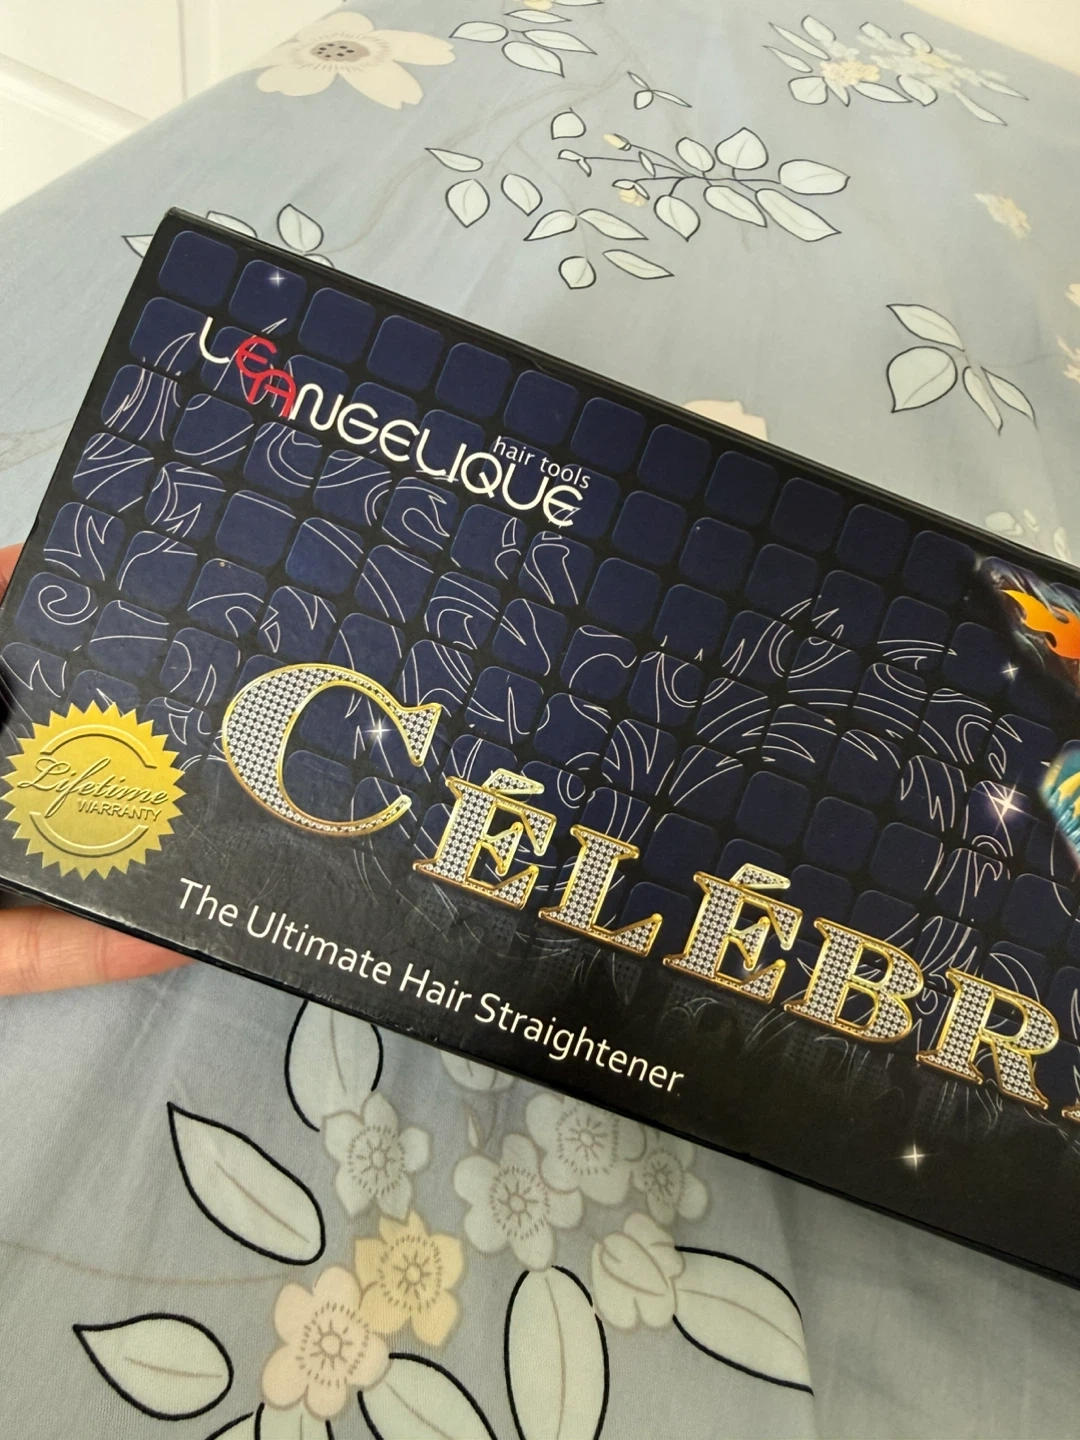 LEANGELIQUE
hair tools
CÉLÉBR
Lifetime
WARRANTY
The Ultimate Hair Straightener